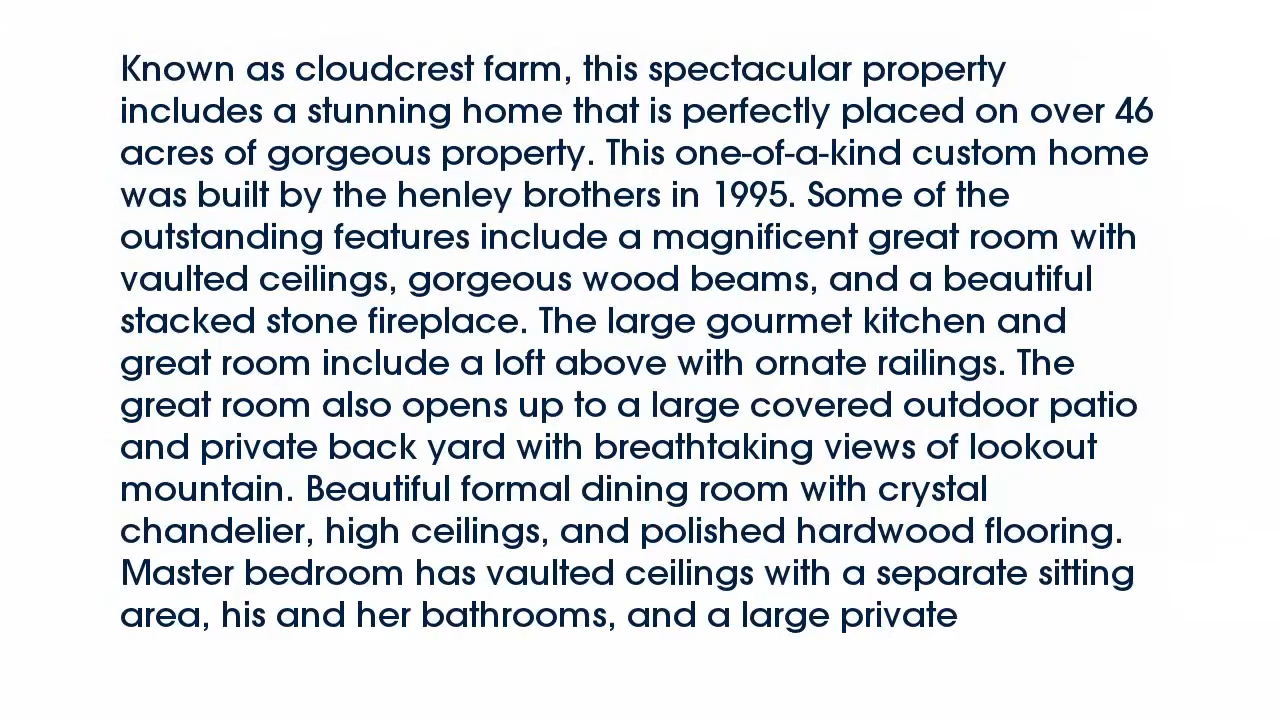 Known as cloudcrest farm, this spectacular property
includes a stunning home that is perfectly placed on over 46
acres of gorgeous property. This one-of-a-kind custom home
was built by the henley brothers in 1995. Some of the
outstanding features include a magnificent great room with
vaulted ceilings, gorgeous wood beams, and a beautiful
stacked stone fireplace. The large gourmet kitchen and
great room include a loft above with ornate railings. The
great room also opens up to a large covered outdoor patio
and private back yard with breathtaking views of lookout
mountain. Beautiful formal dining room with crystal
chandelier, high ceilings, and polished hardwood flooring.
Master bedroom has vaulted ceilings with a separate sitting
area, his and her bathrooms, and a large private